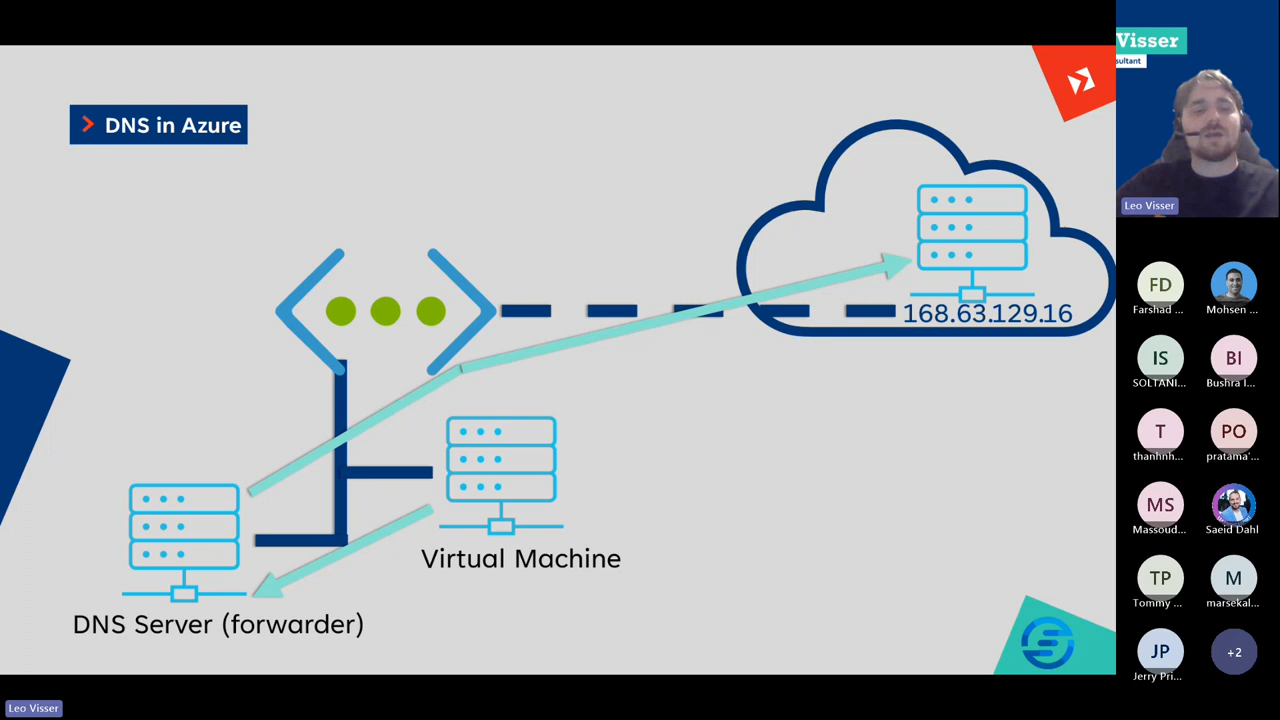 DNS in Azure
168.63.129.16
Virtual Machine
DNS Server (forwarder)
Visser
sultant
Leo Visser
FD
Farshad ...
Mohsen ...
IS
SOLTANI...
BI
Bushra I...
T
thanhnh...
PO
pratama'...
MS
Massoud...
Saeid Dahl
TP
Tommy ...
M
marsekal...
JP
Jerry Pri...
+2
Leo Visser